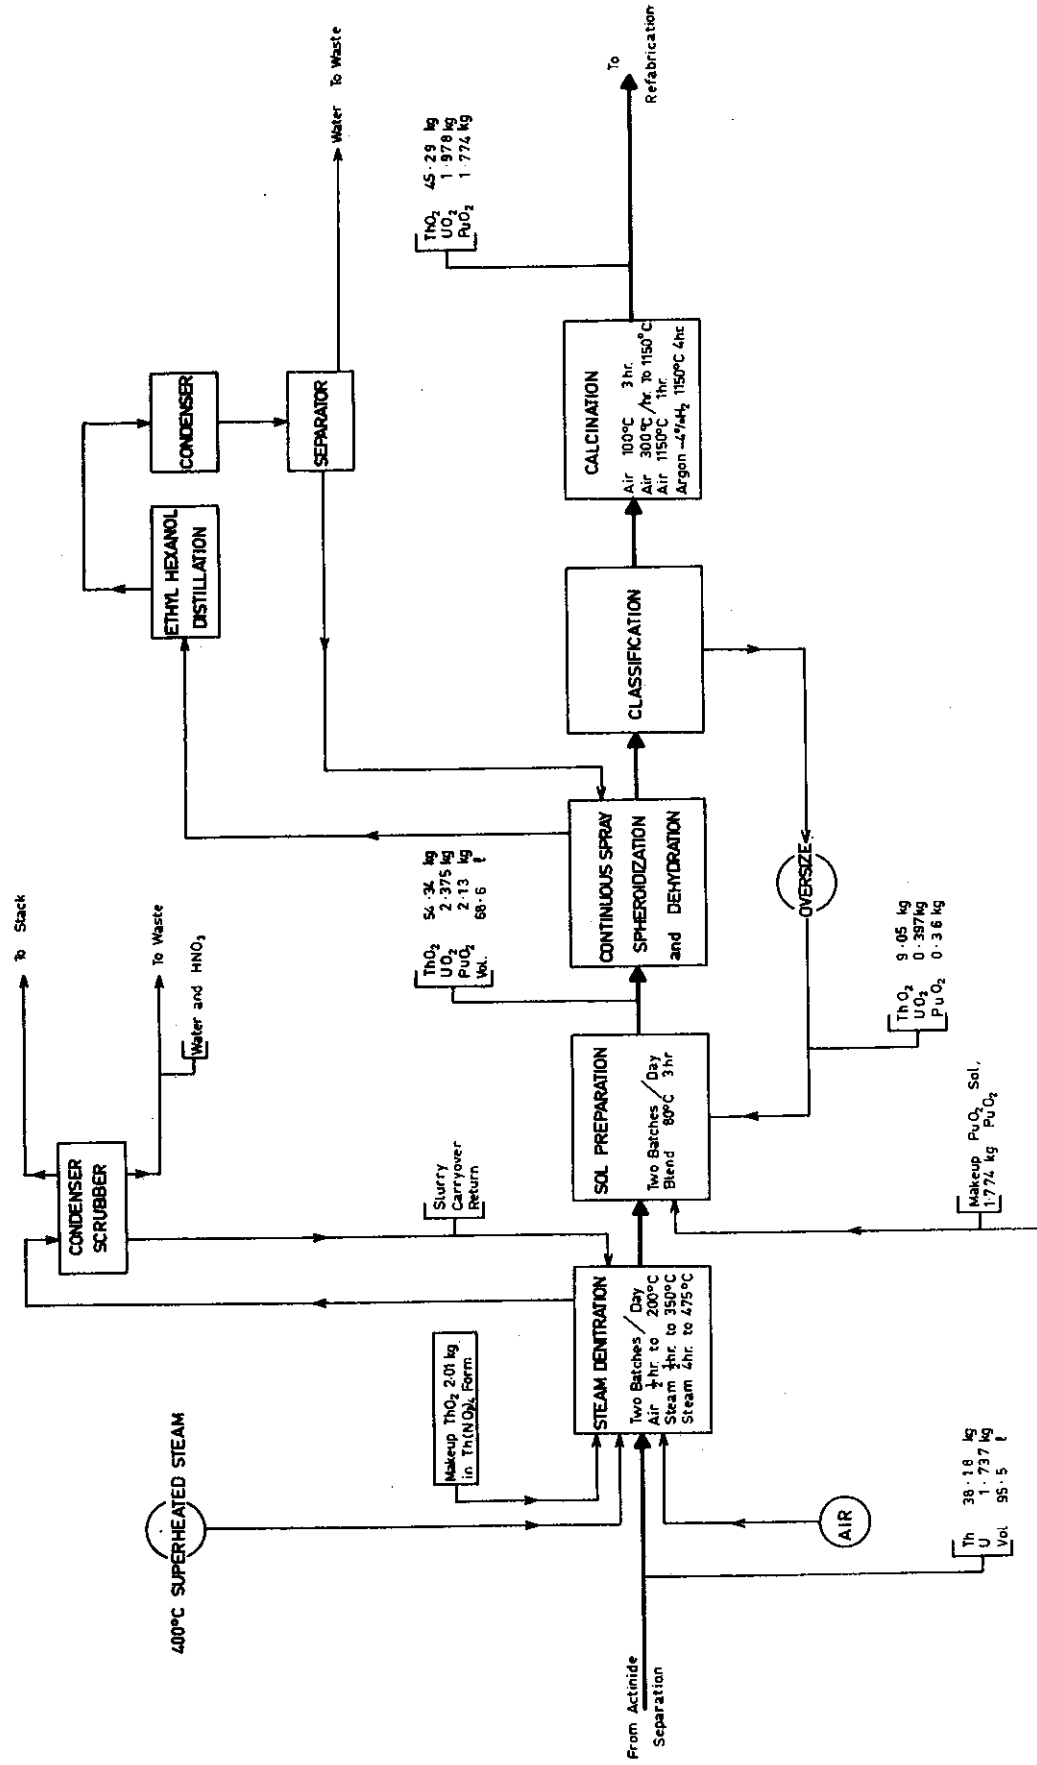 400°C SUPERHEATED STEAM
From Actinide
Separation
Th 38·18 kg
U 1·737 kg
Vol 95·5 ℓ
AIR
Makeup ThO₂ 2·01 kg
in Th(NO₃)₄ Form
STEAM DENITRATION
Two Batches / Day
Air ½hr. to 200°C
Steam ½hr. to 350°C
Steam 4hr. to 475°C
CONDENSER
SCRUBBER
To Stack
To Waste
Water and HNO₃
Slurry
Carryover
Return
Makeup PuO₂ Sol,
1·774 kg PuO₂
SOL PREPARATION
Two Batches / Day
Blend 80°C 3hr
ThO₂ 54·34 kg
UO₂ 2·375 kg
PuO₂ 2·13 kg
Vol. 68·6 ℓ
ThO₂ 9·05 kg
UO₂ 0·397kg
PuO₂ 0·36 kg
OVERSIZE
CONTINUOUS SPRAY
SPHEROIDIZATION
and DEHYDRATION
ETHYL HEXANOL
DISTILLATION
CONDENSER
SEPARATOR
Water To Waste
CLASSIFICATION
CALCINATION
Air 100°C 3hr.
Air 300°C/hr. To 1150°C
Air 1150°C 1hr.
Argon -4%H₂ 1150°C 4hr.
ThO₂ 45·29 kg
UO₂ 1·978kg
PuO₂ 1·774 kg
To
Refabrication